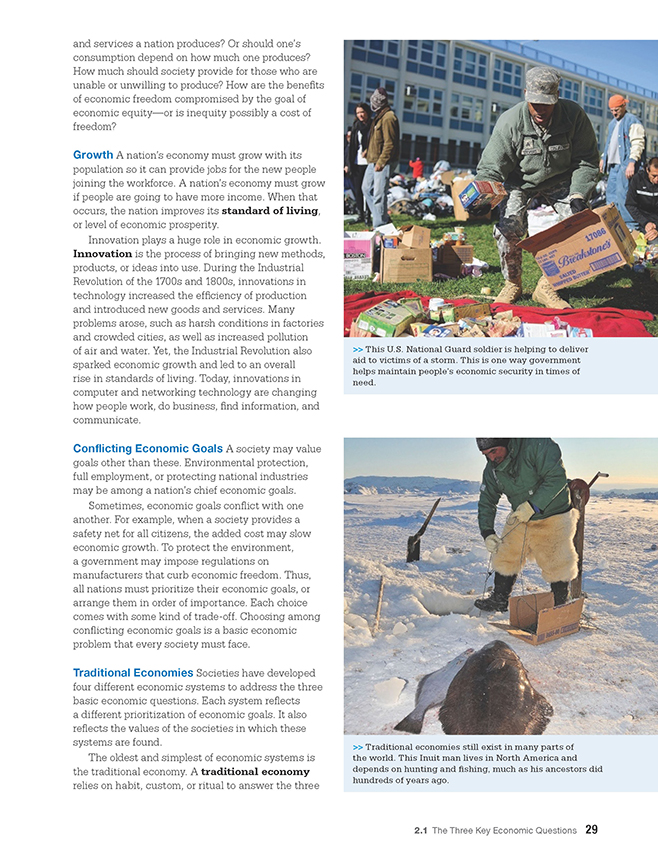 and services a nation produces? Or should one's
consumption depend on how much one produces?
How much should society provide for those who are
unable or unwilling to produce? How are the benefits
of economic freedom compromised by the goal of
economic equity—or is inequity possibly a cost of
freedom?
Growth A nation's economy must grow with its
population so it can provide jobs for the new people
joining the workforce. A nation's economy must grow
if people are going to have more income. When that
occurs, the nation improves its standard of living,
or level of economic prosperity.
Innovation plays a huge role in economic growth.
Innovation is the process of bringing new methods,
products, or ideas into use. During the Industrial
Revolution of the 1700s and 1800s, innovations in
technology increased the efficiency of production
and introduced new goods and services. Many
problems arose, such as harsh conditions in factories
and crowded cities, as well as increased pollution
of air and water. Yet, the Industrial Revolution also
sparked economic growth and led to an overall
rise in standards of living. Today, innovations in
computer and networking technology are changing
how people work, do business, find information, and
communicate.
Conflicting Economic Goals A society may value
goals other than these. Environmental protection,
full employment, or protecting national industries
may be among a nation's chief economic goals.
Sometimes, economic goals conflict with one
another. For example, when a society provides a
safety net for all citizens, the added cost may slow
economic growth. To protect the environment,
a government may impose regulations on
manufacturers that curb economic freedom. Thus,
all nations must prioritize their economic goals, or
arrange them in order of importance. Each choice
comes with some kind of trade-off. Choosing among
conflicting economic goals is a basic economic
problem that every society must face.
Traditional Economies Societies have developed
four different economic systems to address the three
basic economic questions. Each system reflects
a different prioritization of economic goals. It also
reflects the values of the societies in which these
systems are found.
The oldest and simplest of economic systems is
the traditional economy. A traditional economy
relies on habit, custom, or ritual to answer the three
17086
Breakstone's
SALTED
WHIPPED BUTTER
>> This U.S. National Guard soldier is helping to deliver
aid to victims of a storm. This is one way government
helps maintain people's economic security in times of
need.
>> Traditional economies still exist in many parts of
the world. This Inuit man lives in North America and
depends on hunting and fishing, much as his ancestors did
hundreds of years ago.
2.1 The Three Key Economic Questions 29